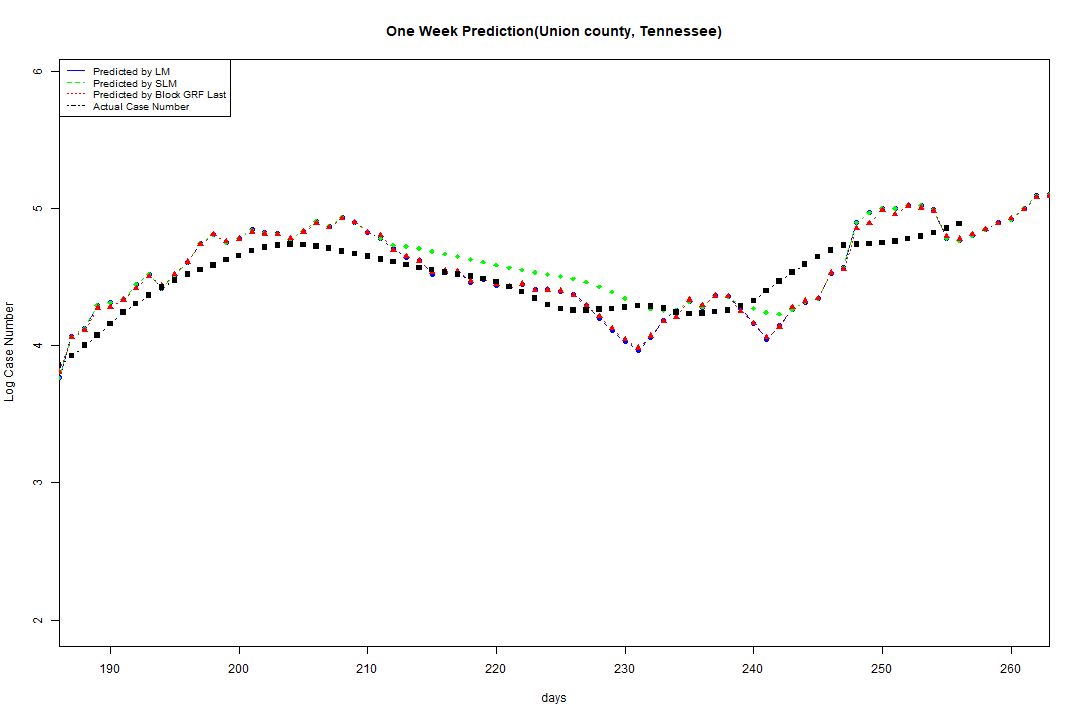 One Week Prediction(Union county, Tennessee)
Predicted by LM
Predicted by SLM
Predicted by Block GRF Last
Actual Case Number
6
5
4
3
2
Log Case Number
190 200 210 220 230 240 250 260
days